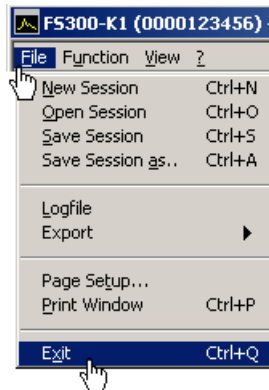 FS300-K1 (0000123456)
File Function View ?
New Session Ctrl+N
Open Session Ctrl+O
Save Session Ctrl+S
Save Session as.. Ctrl+A
Logfile
Export
Page Setup...
Print Window Ctrl+P
Exit Ctrl+Q